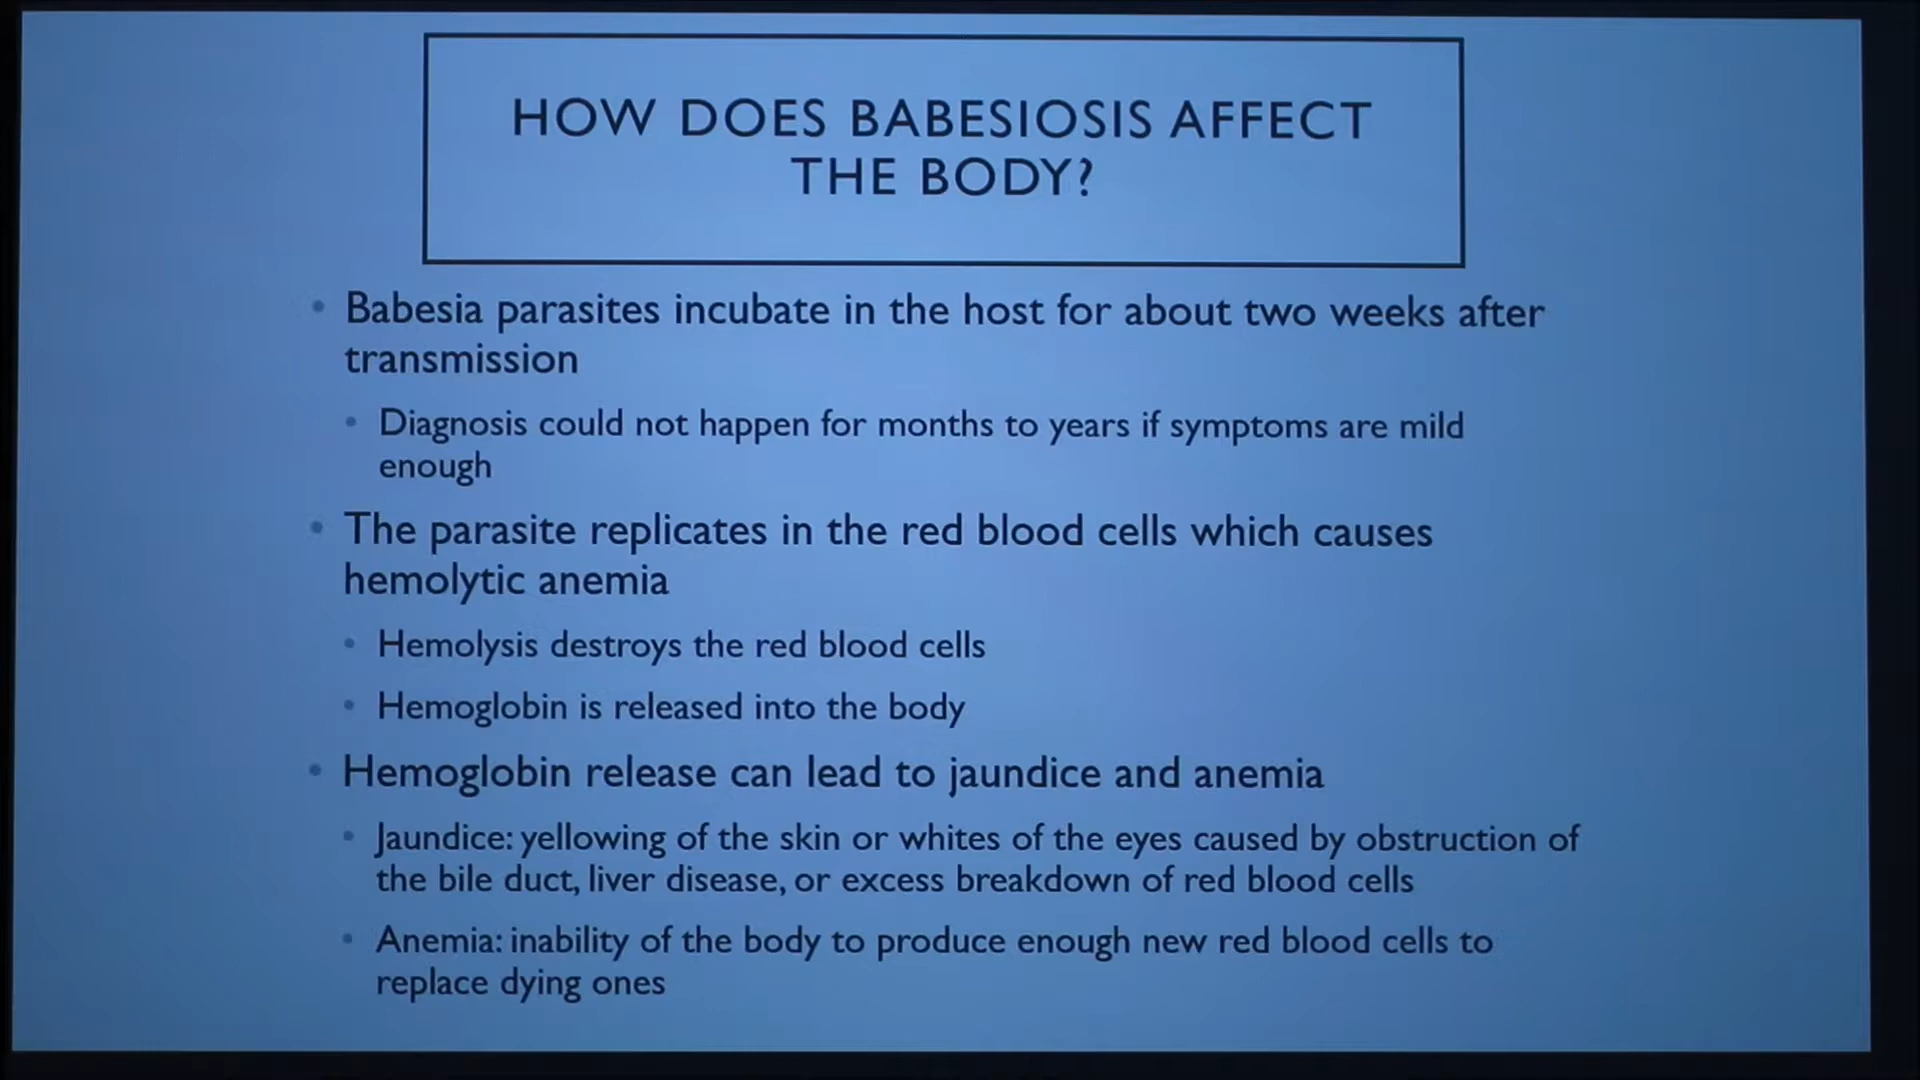 HOW DOES BABESIOSIS AFFECT
THE BODY?
• Babesia parasites incubate in the host for about two weeks after
transmission
• Diagnosis could not happen for months to years if symptoms are mild
enough
• The parasite replicates in the red blood cells which causes
hemolytic anemia
• Hemolysis destroys the red blood cells
• Hemoglobin is released into the body
• Hemoglobin release can lead to jaundice and anemia
• Jaundice: yellowing of the skin or whites of the eyes caused by obstruction of
the bile duct, liver disease, or excess breakdown of red blood cells
• Anemia: inability of the body to produce enough new red blood cells to
replace dying ones